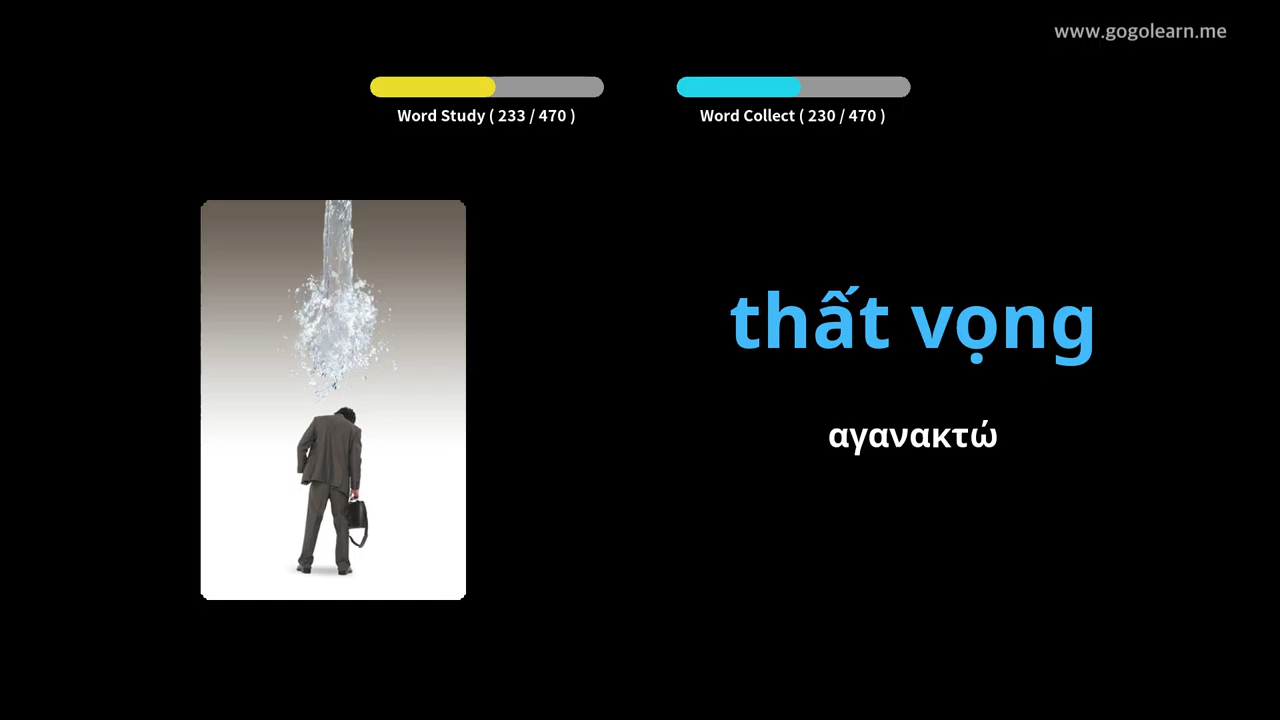 www.gogolearn.me
Word Study ( 233 / 470 )
Word Collect ( 230 / 470 )
thất vọng
αγανακτώ